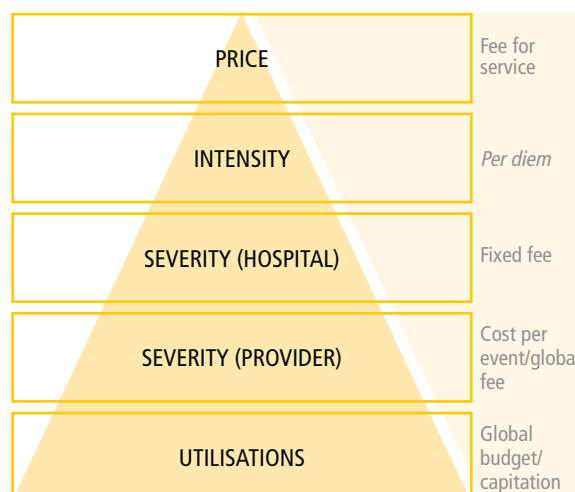 PRICE
Fee for
service
INTENSITY
Per diem
SEVERITY (HOSPITAL)
Fixed fee
SEVERITY (PROVIDER)
Cost per
event/globa
fee
UTILISATIONS
Global
budget/
capitation